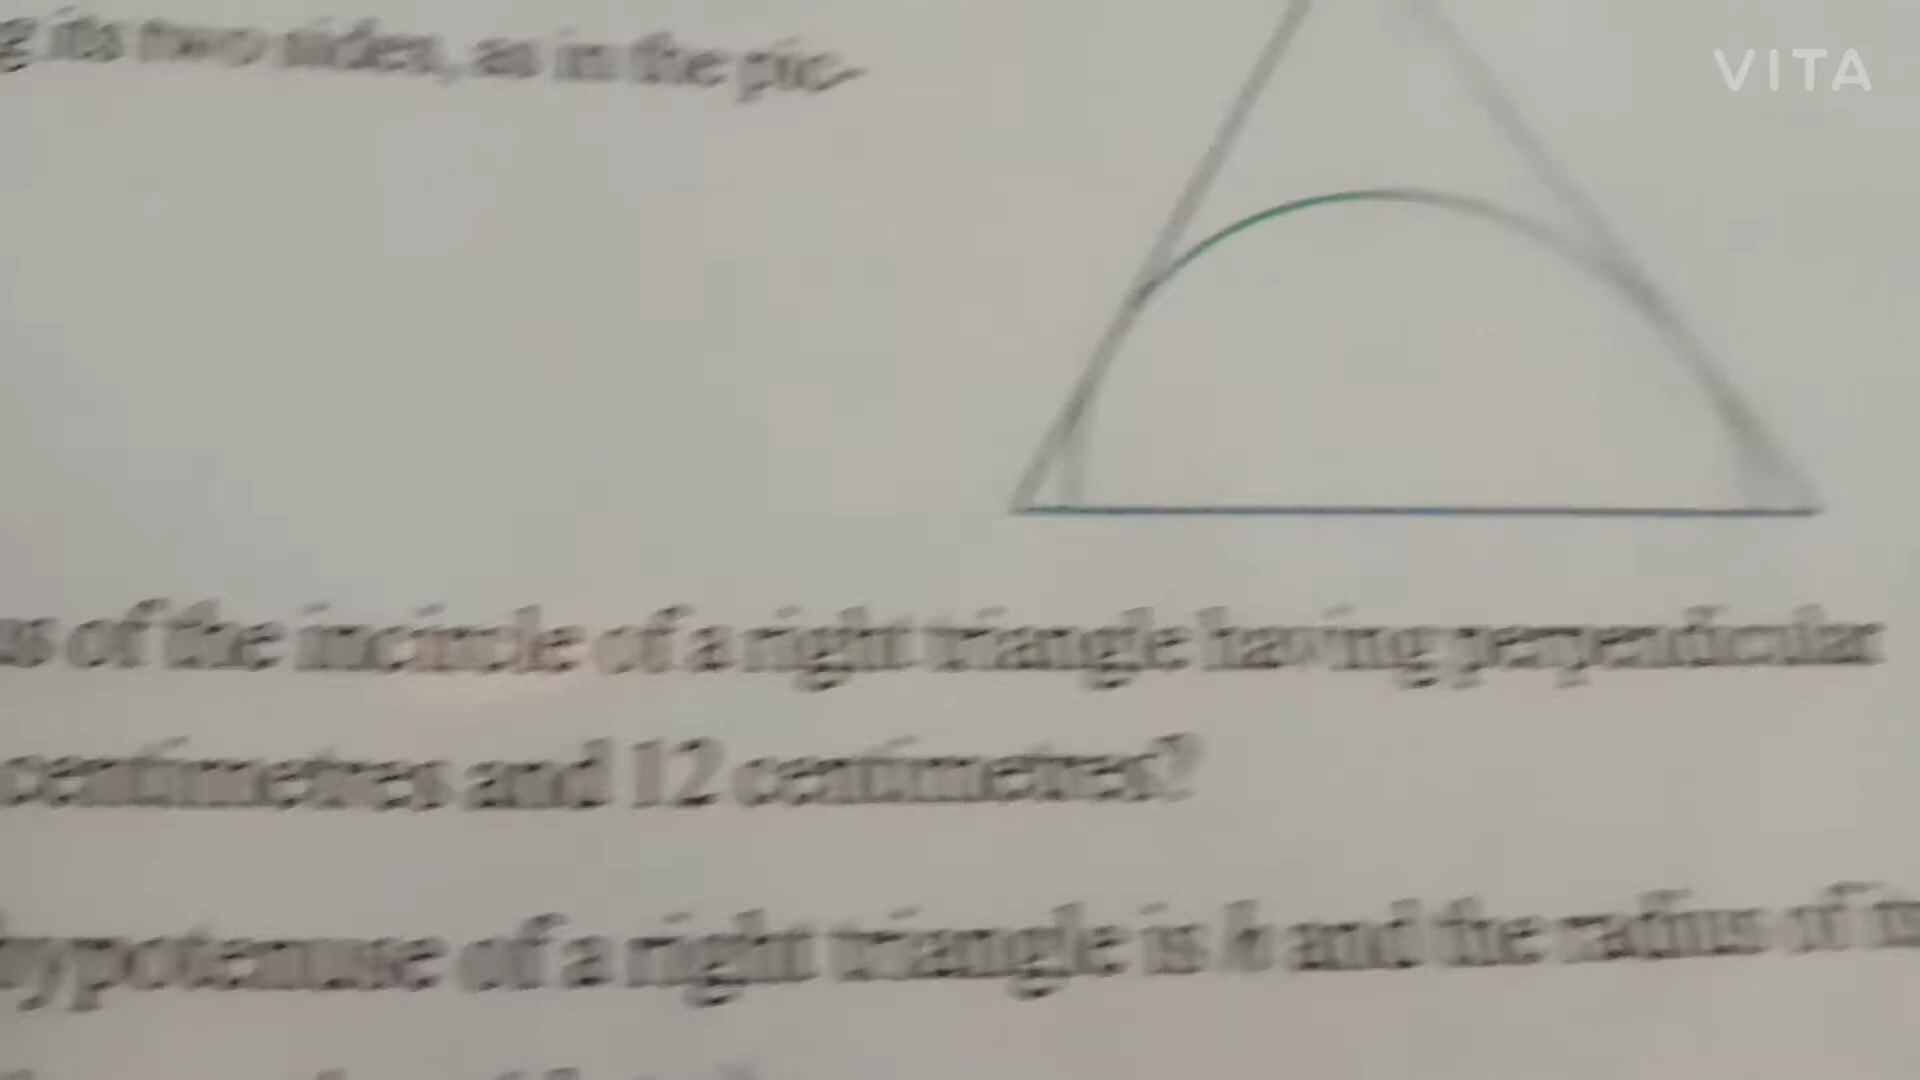 its two sides, as in the pic-
VITA
of the incircle of a right triangle having perpendicular
centimetres and 12 centimetres?
hypotenuse of a right triangle is h and the radius of